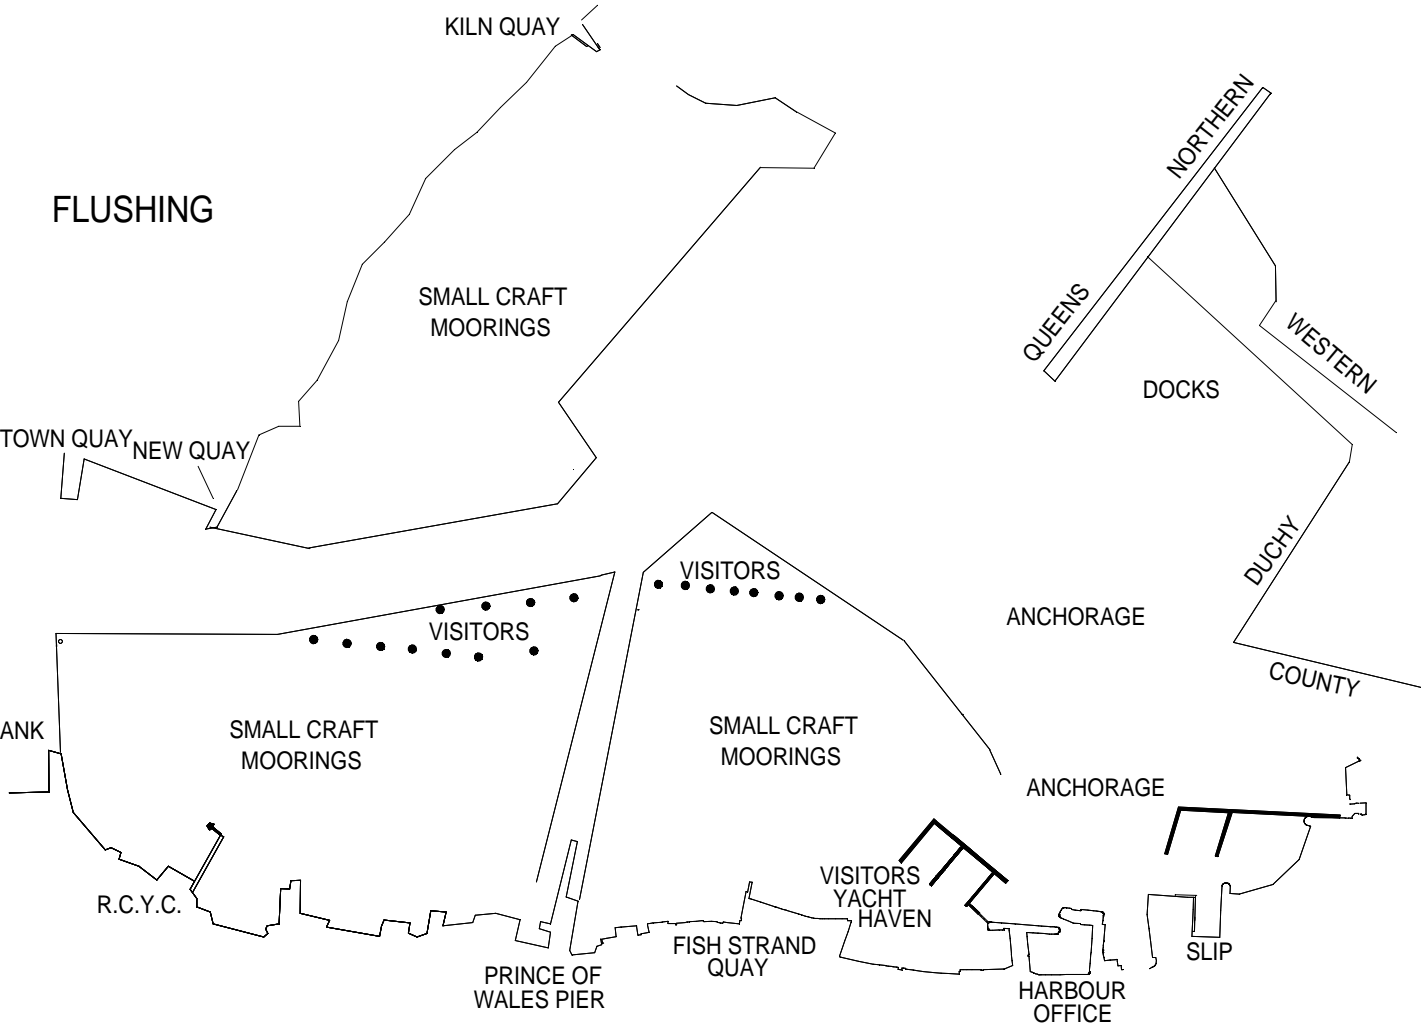 KILN QUAY
NORTHERN
FLUSHING
SMALL CRAFT
MOORINGS
QUEENS
WESTERN
DOCKS
TOWN QUAY
NEW QUAY
DUCHY
VISITORS
VISITORS
ANCHORAGE
COUNTY
ANK
SMALL CRAFT
MOORINGS
SMALL CRAFT
MOORINGS
ANCHORAGE
R.C.Y.C.
VISITORS
YACHT
HAVEN
FISH STRAND
QUAY
SLIP
PRINCE OF
WALES PIER
HARBOUR
OFFICE